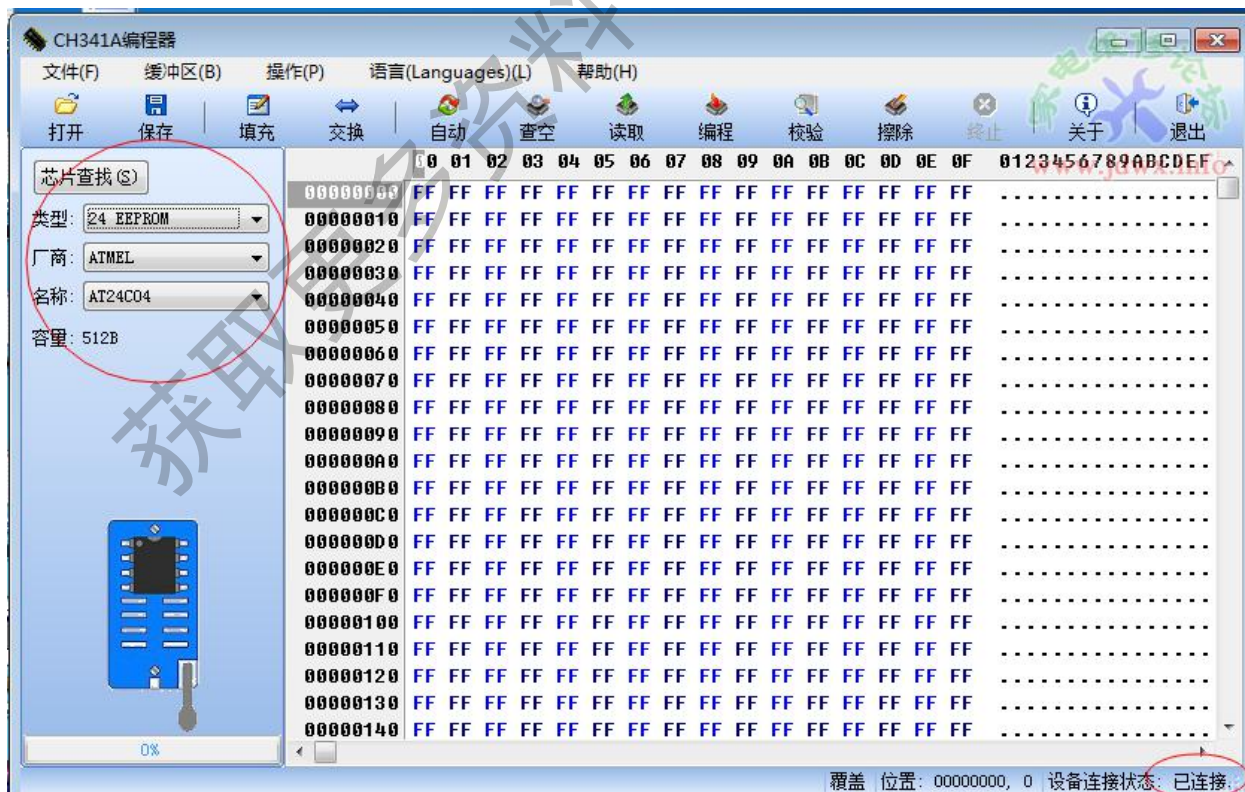 CH341A编程器
文件(F) 缓冲区(B) 操作(P) 语言(Languages)(L) 帮助(H)
打开 保存 填充 交换 自动 查空 读取 编程 校验 擦除 终止 关于 退出
芯片查找(S)
类型: 24 EEPROM
厂商: ATMEL
名称: AT24C04
容量: 512B
0%
00 01 02 03 04 05 06 07 08 09 0A 0B 0C 0D 0E 0F 0123456789ABCDEF
00000000 FF FF FF FF FF FF FF FF FF FF FF FF FF FF FF FF ................
00000010 FF FF FF FF FF FF FF FF FF FF FF FF FF FF FF FF ................
00000020 FF FF FF FF FF FF FF FF FF FF FF FF FF FF FF FF ................
00000030 FF FF FF FF FF FF FF FF FF FF FF FF FF FF FF FF ................
00000040 FF FF FF FF FF FF FF FF FF FF FF FF FF FF FF FF ................
00000050 FF FF FF FF FF FF FF FF FF FF FF FF FF FF FF FF ................
00000060 FF FF FF FF FF FF FF FF FF FF FF FF FF FF FF FF ................
00000070 FF FF FF FF FF FF FF FF FF FF FF FF FF FF FF FF ................
00000080 FF FF FF FF FF FF FF FF FF FF FF FF FF FF FF FF ................
00000090 FF FF FF FF FF FF FF FF FF FF FF FF FF FF FF FF ................
000000A0 FF FF FF FF FF FF FF FF FF FF FF FF FF FF FF FF ................
000000B0 FF FF FF FF FF FF FF FF FF FF FF FF FF FF FF FF ................
000000C0 FF FF FF FF FF FF FF FF FF FF FF FF FF FF FF FF ................
000000D0 FF FF FF FF FF FF FF FF FF FF FF FF FF FF FF FF ................
000000E0 FF FF FF FF FF FF FF FF FF FF FF FF FF FF FF FF ................
000000F0 FF FF FF FF FF FF FF FF FF FF FF FF FF FF FF FF ................
00000100 FF FF FF FF FF FF FF FF FF FF FF FF FF FF FF FF ................
00000110 FF FF FF FF FF FF FF FF FF FF FF FF FF FF FF FF ................
00000120 FF FF FF FF FF FF FF FF FF FF FF FF FF FF FF FF ................
00000130 FF FF FF FF FF FF FF FF FF FF FF FF FF FF FF FF ................
00000140 FF FF FF FF FF FF FF FF FF FF FF FF FF FF FF FF ................
覆盖 位置: 00000000, 0 设备连接状态: 已连接
获取更多资料
www.jdwx.info